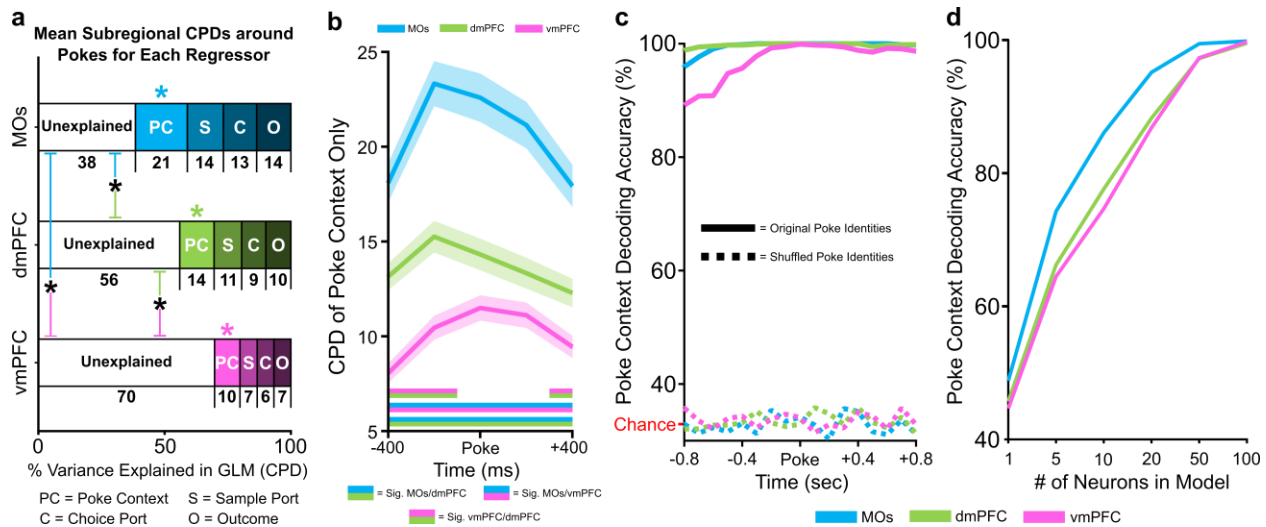 a
Mean Subregional CPDs around
Pokes for Each Regressor
MOs
Unexplained PC S C O
38 21 14 13 14
*
*
dmPFC
Unexplained PC S C O
56 14 11 9 10
*
*
*
*
vmPFC
Unexplained PC S C O
70 10 7 6 7
0 50 100
% Variance Explained in GLM (CPD)
PC = Poke Context S = Sample Port
C = Choice Port O = Outcome
b
MOs dmPFC vmPFC
CPD of Poke Context Only
25
20
15
10
5
-400 Poke +400
Time (ms)
= Sig. MOs/dmPFC = Sig. MOs/vmPFC
= Sig. vmPFC/dmPFC
c
Poke Context Decoding Accuracy (%)
100
80
60
40
Chance
= Original Poke Identities
= Shuffled Poke Identities
-0.8 -0.4 Poke +0.4 +0.8
Time (sec)
d
Poke Context Decoding Accuracy (%)
100
80
60
40
1 5 10 20 50 100
# of Neurons in Model
MOs dmPFC vmPFC